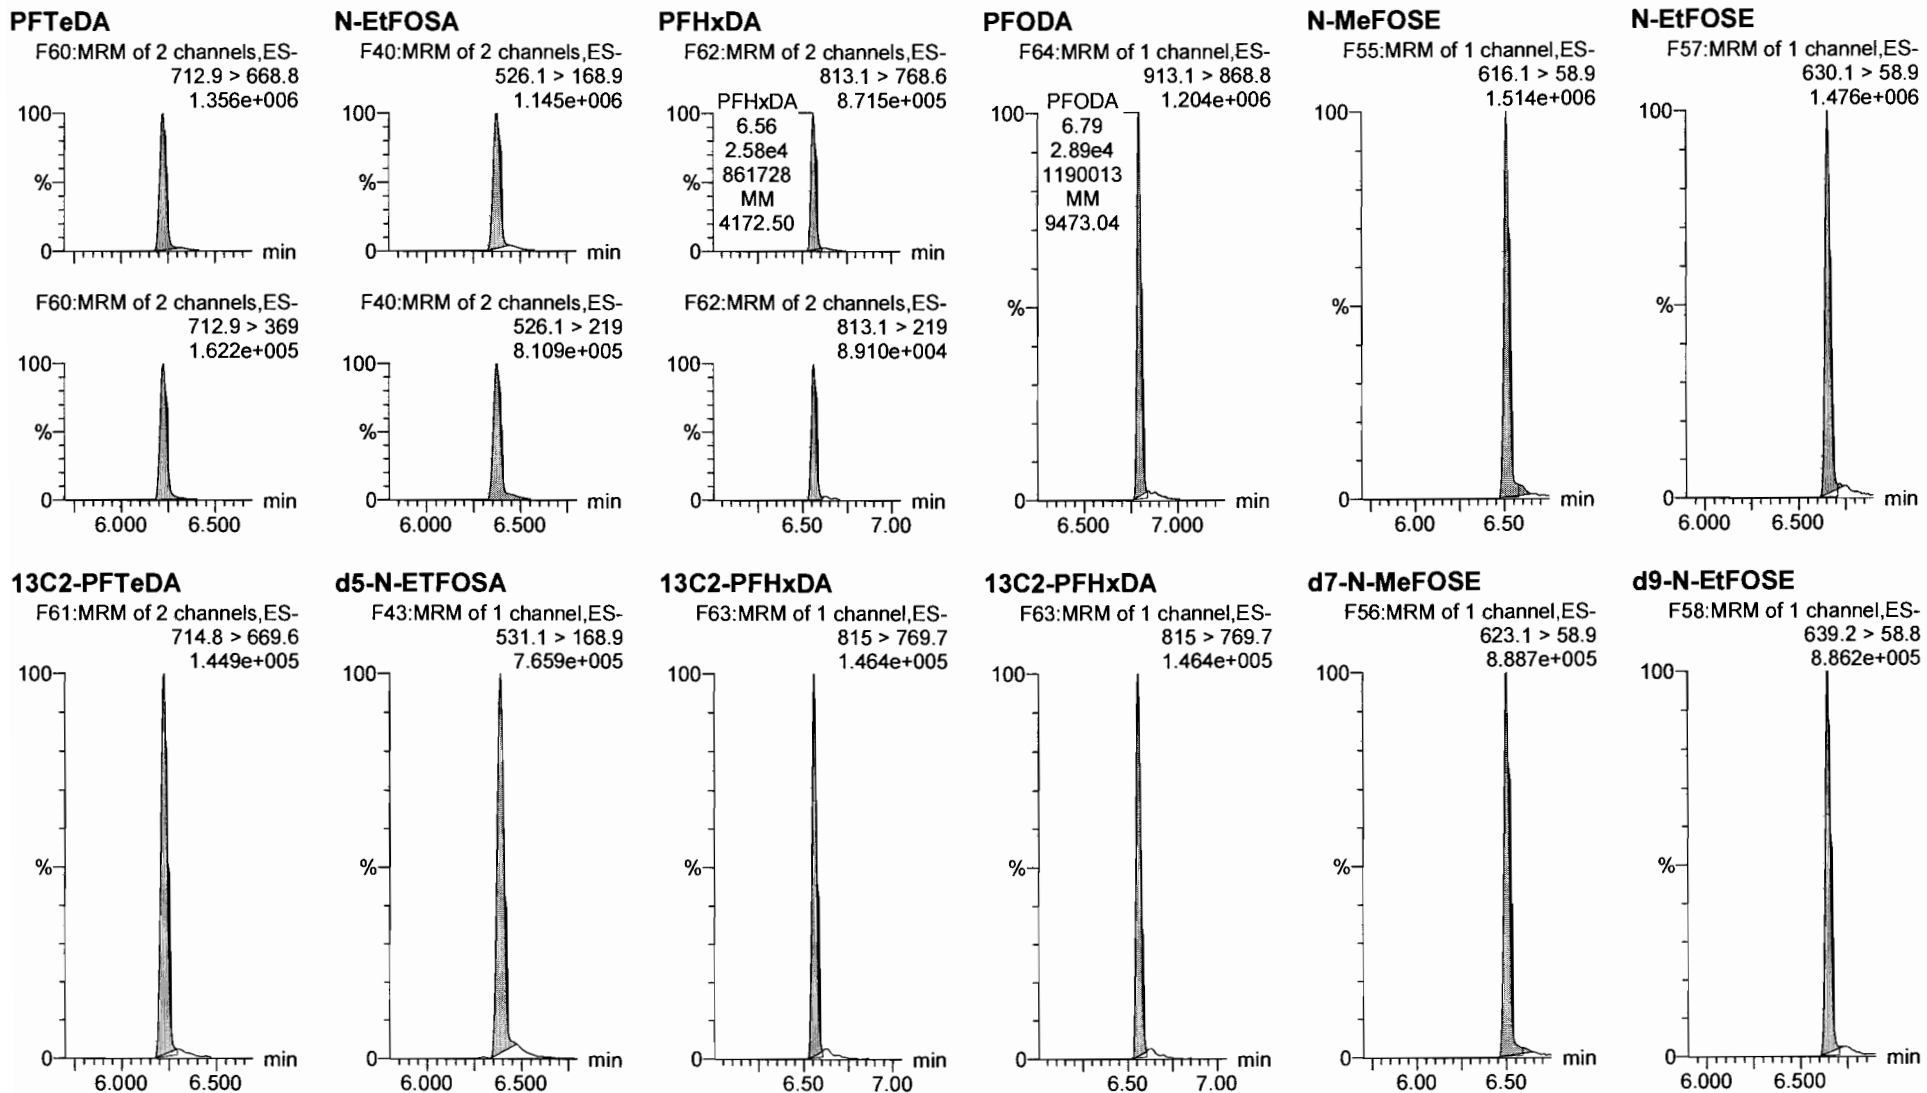 PFTeDA
F60:MRM of 2 channels,ES-
712.9 > 668.8
1.356e+006
100
%
0
min
F60:MRM of 2 channels,ES-
712.9 > 369
1.622e+005
100
%
0
min
6.000 6.500
N-EtFOSA
F40:MRM of 2 channels,ES-
526.1 > 168.9
1.145e+006
100
%
0
min
F40:MRM of 2 channels,ES-
526.1 > 219
8.109e+005
100
%
0
min
6.000 6.500
PFHxDA
F62:MRM of 2 channels,ES-
813.1 > 768.6
8.715e+005
PFHxDA
6.56
2.58e4
861728
MM
4172.50
100
%
0
min
F62:MRM of 2 channels,ES-
813.1 > 219
8.910e+004
100
%
0
min
6.50 7.00
PFODA
F64:MRM of 1 channel,ES-
913.1 > 868.8
1.204e+006
PFODA
6.79
2.89e4
1190013
MM
9473.04
100
%
0
min
6.500 7.000
N-MeFOSE
F55:MRM of 1 channel,ES-
616.1 > 58.9
1.514e+006
100
%
0
min
6.00 6.50
N-EtFOSE
F57:MRM of 1 channel,ES-
630.1 > 58.9
1.476e+006
100
%
0
min
6.000 6.500
13C2-PFTeDA
F61:MRM of 2 channels,ES-
714.8 > 669.6
1.449e+005
100
%
0
min
6.000 6.500
d5-N-ETFOSA
F43:MRM of 1 channel,ES-
531.1 > 168.9
7.659e+005
100
%
0
min
6.000 6.500
13C2-PFHxDA
F63:MRM of 1 channel,ES-
815 > 769.7
1.464e+005
100
%
0
min
6.50 7.00
13C2-PFHxDA
F63:MRM of 1 channel,ES-
815 > 769.7
1.464e+005
100
%
0
min
6.50 7.00
d7-N-MeFOSE
F56:MRM of 1 channel,ES-
623.1 > 58.9
8.887e+005
100
%
0
min
6.00 6.50
d9-N-EtFOSE
F58:MRM of 1 channel,ES-
639.2 > 58.8
8.862e+005
100
%
0
min
6.000 6.500